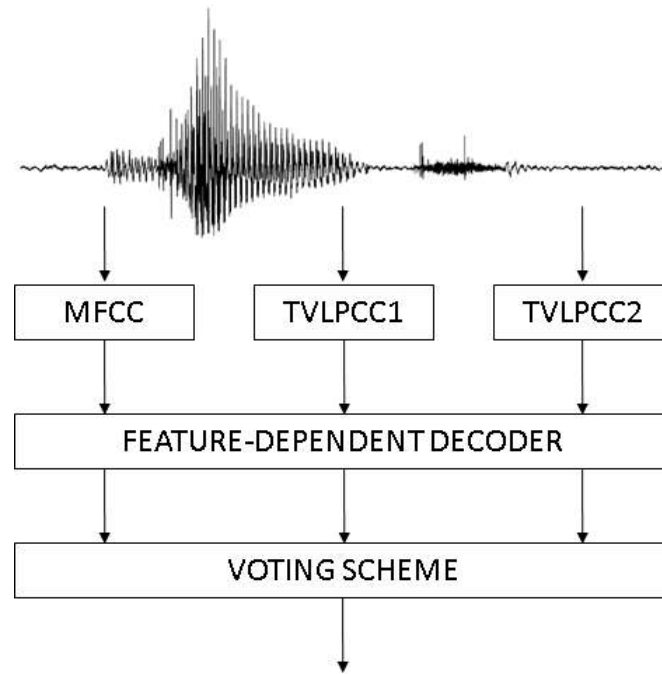 MFCC
TVLPCC1
TVLPCC2
FEATURE-DEPENDENT DECODER
VOTING SCHEME